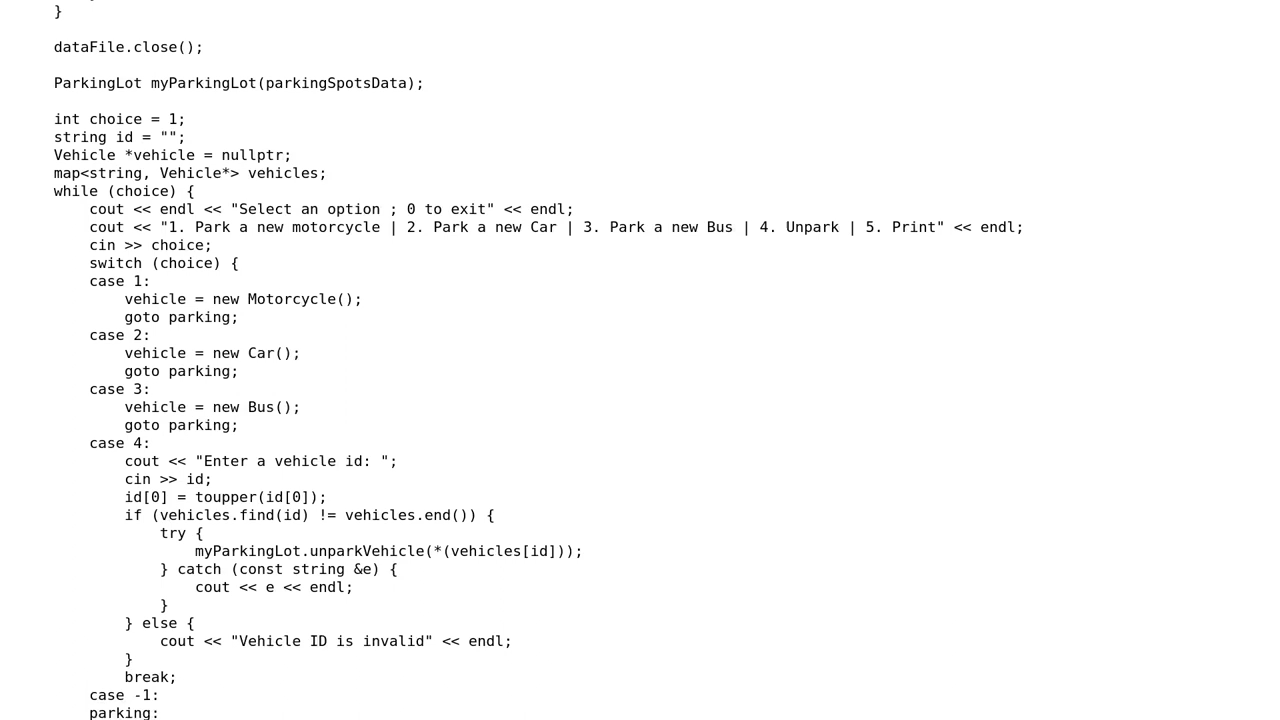 }
dataFile.close();
ParkingLot myParkingLot(parkingSpotsData);
int choice = 1;
string id = "";
Vehicle *vehicle = nullptr;
map<string, Vehicle*> vehicles;
while (choice) {
cout << endl << "Select an option ; 0 to exit" << endl;
cout << "1. Park a new motorcycle | 2. Park a new Car | 3. Park a new Bus | 4. Unpark | 5. Print" << endl;
cin >> choice;
switch (choice) {
case 1:
vehicle = new Motorcycle();
goto parking;
case 2:
vehicle = new Car();
goto parking;
case 3:
vehicle = new Bus();
goto parking;
case 4:
cout << "Enter a vehicle id: ";
cin >> id;
id[0] = toupper(id[0]);
if (vehicles.find(id) != vehicles.end()) {
try {
myParkingLot.unparkVehicle(*(vehicles[id]));
} catch (const string &e) {
cout << e << endl;
}
} else {
cout << "Vehicle ID is invalid" << endl;
}
break;
case -1:
parking: